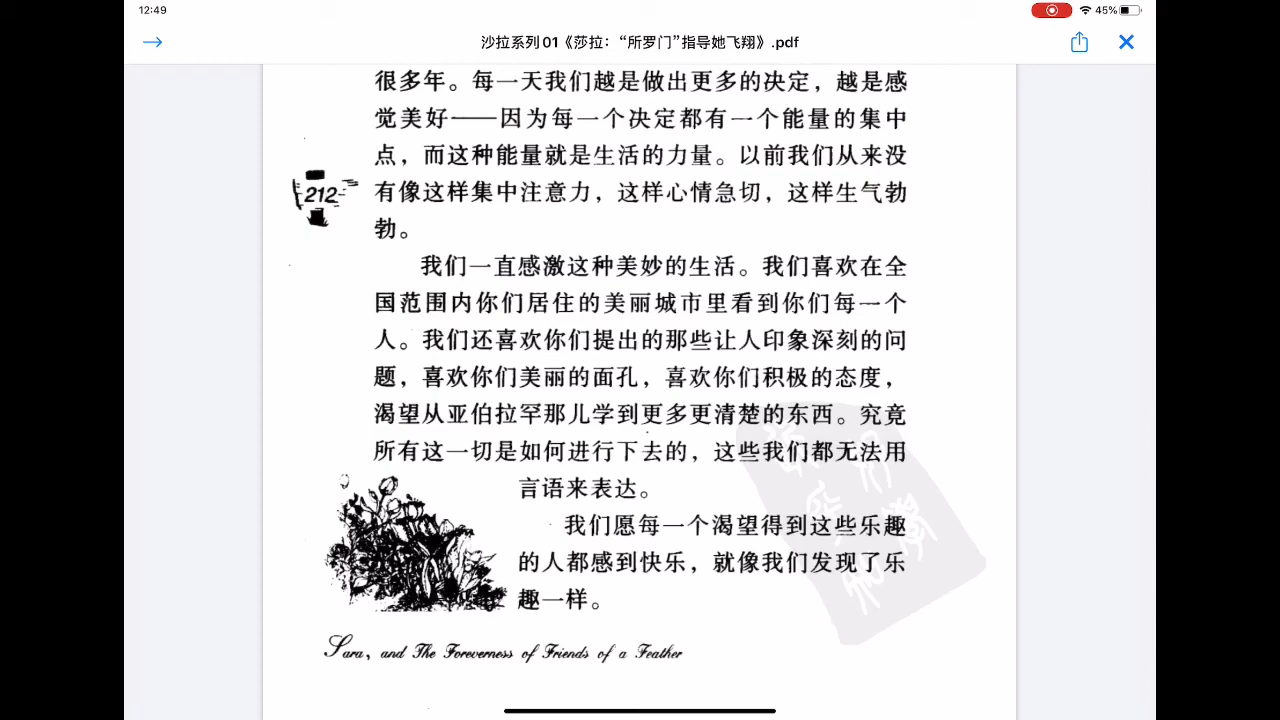 12:49
45%
沙拉系列01《莎拉：“所罗门”指导她飞翔》.pdf
很多年。每一天我们越是做出更多的决定，越是感
觉美好——因为每一个决定都有一个能量的集中
点，而这种能量就是生活的力量。以前我们从来没
212
有像这样集中注意力，这样心情急切，这样生气勃
勃。
我们一直感激这种美妙的生活。我们喜欢在全
国范围内你们居住的美丽城市里看到你们每一个
人。我们还喜欢你们提出的那些让人印象深刻的问
题，喜欢你们美丽的面孔，喜欢你们积极的态度，
渴望从亚伯拉罕那儿学到更多更清楚的东西。究竟
所有这一切是如何进行下去的，这些我们都无法用
言语来表达。
我们愿每一个渴望得到这些乐趣
的人都感到快乐，就像我们发现了乐
趣一样。
Sara, and The Foreverness of Friends of a Feather